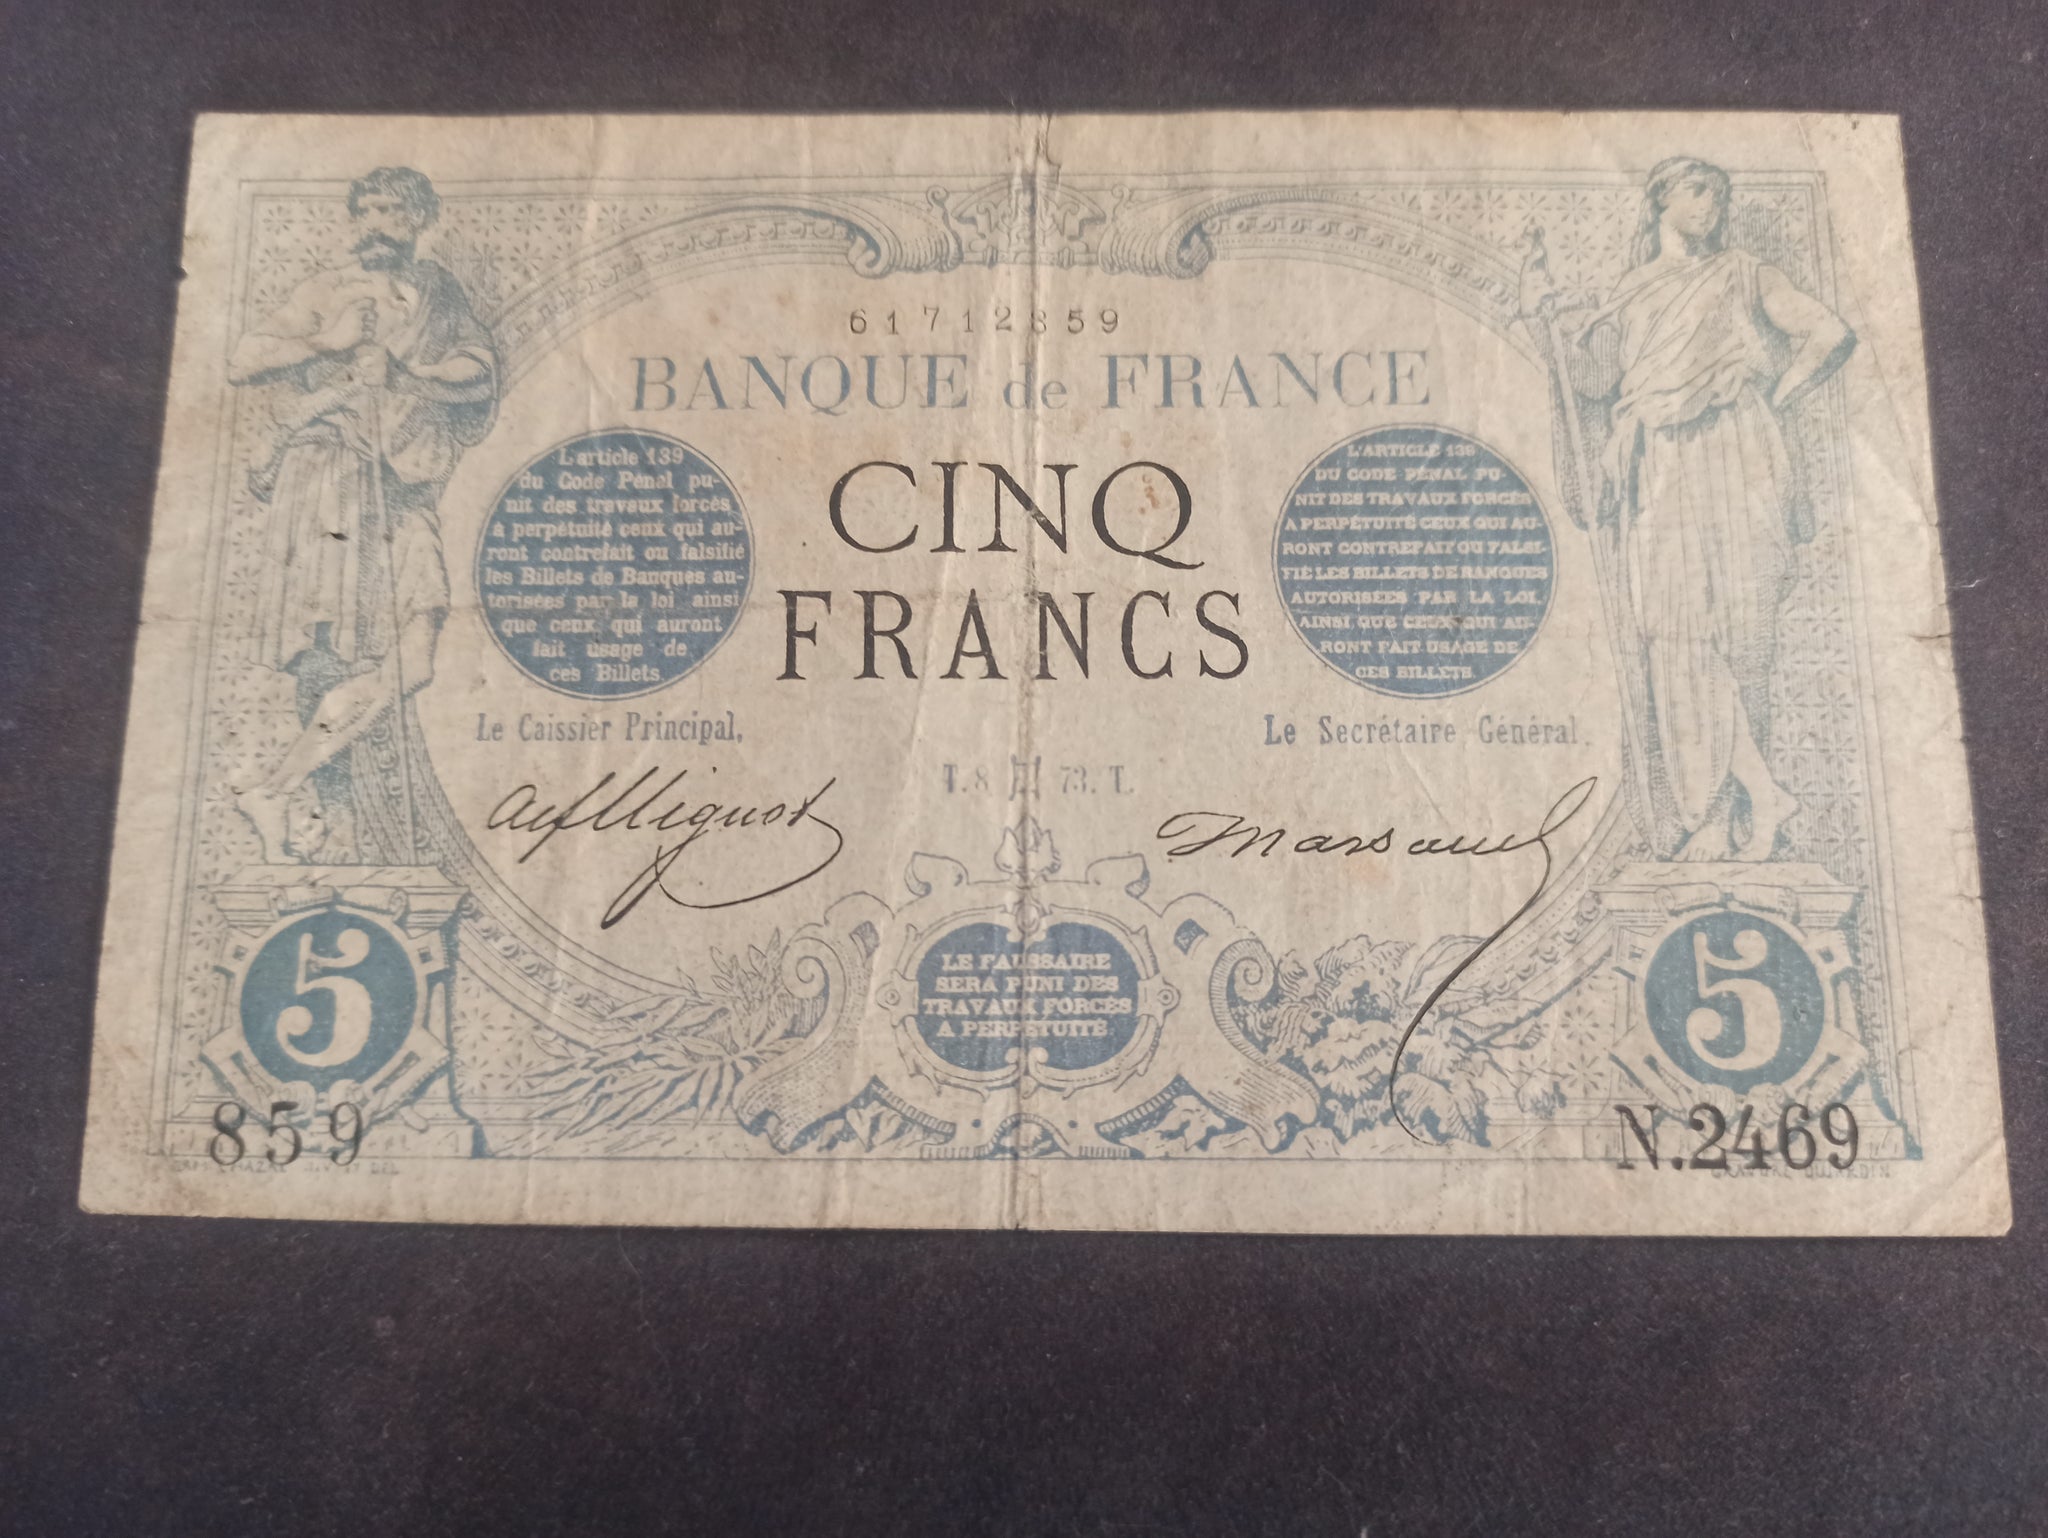 61712859
BANQUE de FRANCE
CINQ
FRANCS
L'article 139
du Code Pénal pu-
nit des travaux forcés
à perpétuité ceux qui au-
ront contrefait ou falsifié
les Billets de Banques au-
torisées par la loi ainsi
que ceux qui auront
fait usage de
ces Billets.
L'ARTICLE 139
DU CODE PÉNAL PU-
NIT DES TRAVAUX FORCÉS
A PERPÉTUITÉ CEUX QUI AU-
RONT CONTREFAIT OU FALSI-
FIÉ LES BILLETS DE BANQUES
AUTORISÉES PAR LA LOI,
AINSI QUE CEUX QUI AU-
RONT FAIT USAGE DE
CES BILLETS.
Le Caissier Principal,
Le Secrétaire Général.
T.8 73. T.
Mignot
Marsaud
5
5
LE FAUSSAIRE
SERA PUNI DES
TRAVAUX FORCÉS
A PERPÉTUITÉ
859
N.2469
DEL